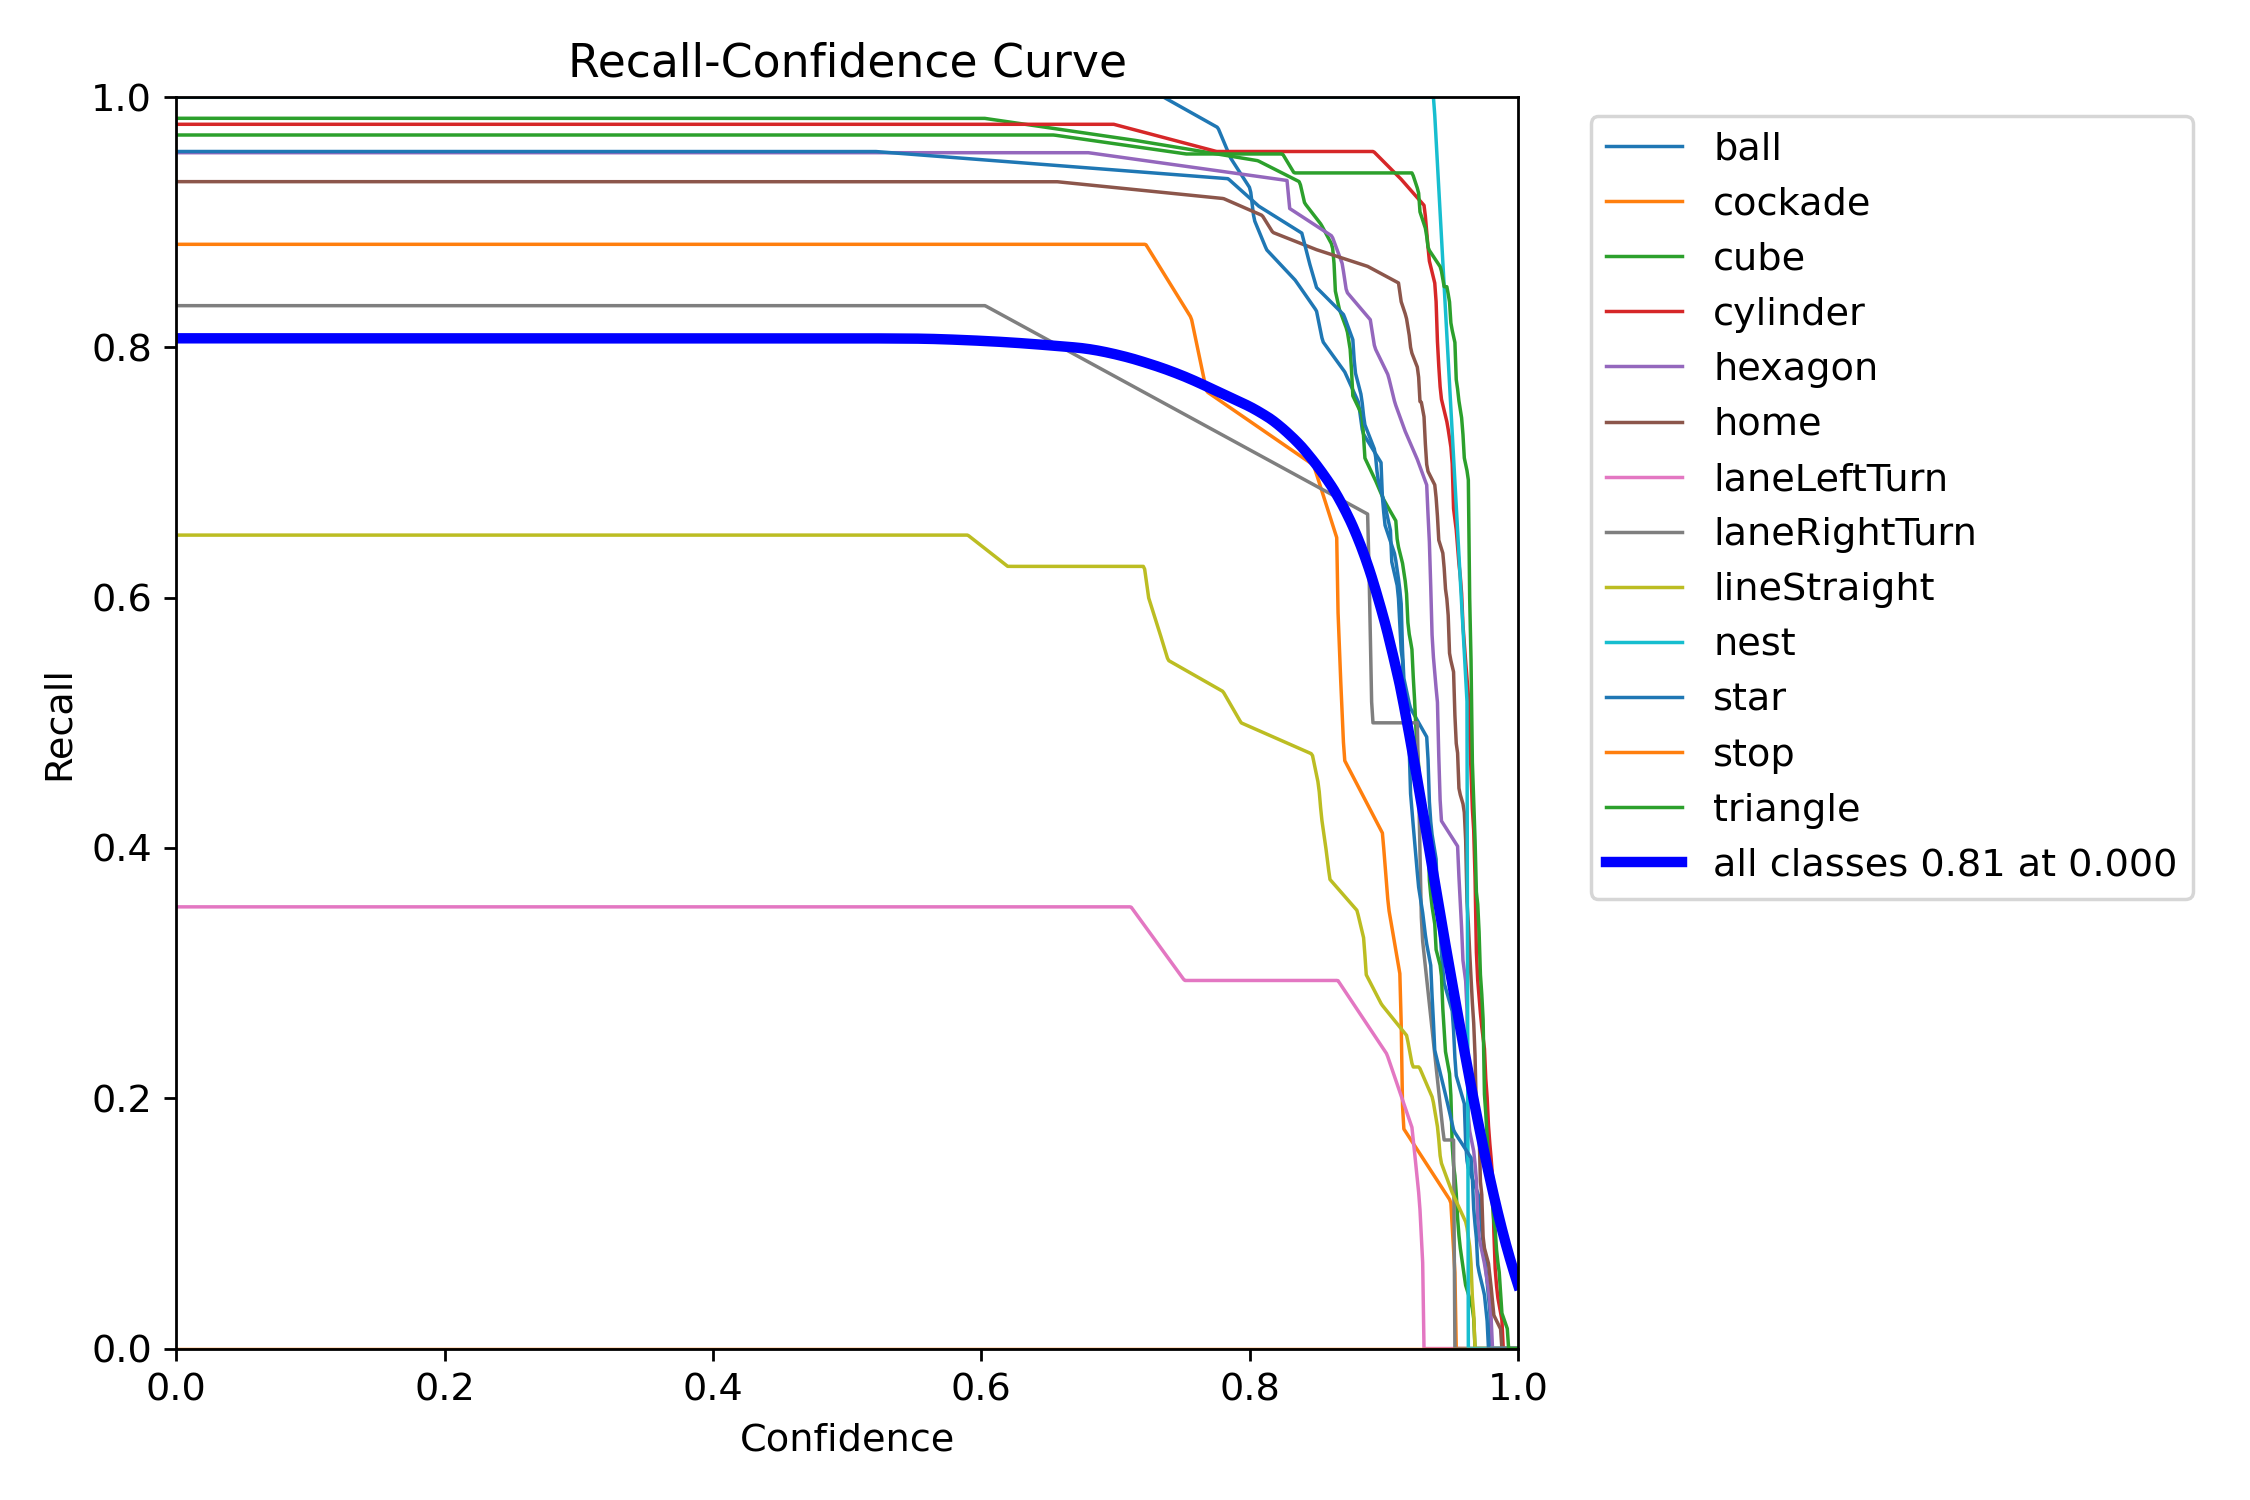 Recall-Confidence Curve
1.0
0.8
0.6
0.4
0.2
0.0
Recall
0.0 0.2 0.4 0.6 0.8 1.0
Confidence
ball
cockade
cube
cylinder
hexagon
home
laneLeftTurn
laneRightTurn
lineStraight
nest
star
stop
triangle
all classes 0.81 at 0.000